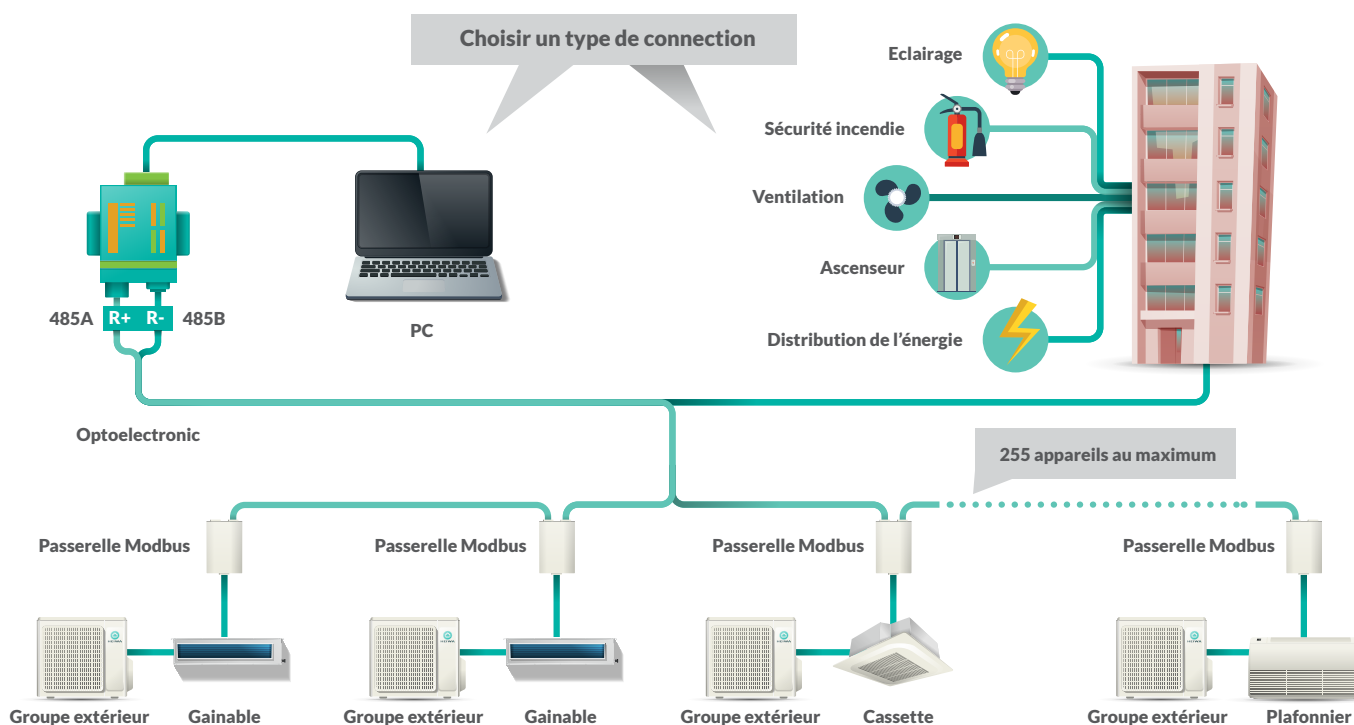 Choisir un type de connection
Eclairage
Sécurité incendie
Ventilation
Ascenseur
Distribution de l'énergie
485A R+ R- 485B
PC
Optoelectronic
255 appareils au maximum
Passerelle Modbus
Passerelle Modbus
Passerelle Modbus
Passerelle Modbus
Groupe extérieur
Gainable
Groupe extérieur
Gainable
Groupe extérieur
Cassette
Groupe extérieur
Plafonnier